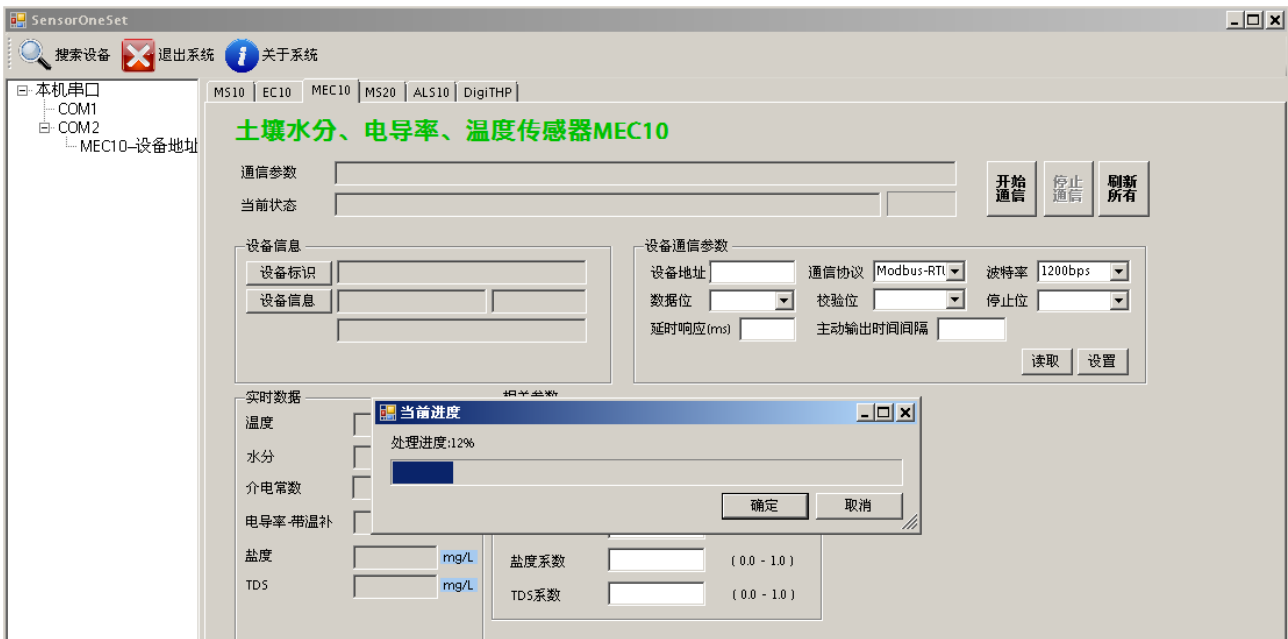 SensorOneSet
搜索设备 退出系统 关于系统
本机串口
COM1
COM2
MEC10--设备地址
MS10 EC10 MEC10 MS20 ALS10 DigiTHP
土壤水分、电导率、温度传感器MEC10
通信参数
当前状态
开始通信 停止通信 刷新所有
设备信息
设备标识
设备信息
设备通信参数
设备地址 通信协议 Modbus-RTU 波特率 1200bps
数据位 校验位 停止位
延时响应(ms) 主动输出时间间隔
读取 设置
实时数据 相关参数
温度
水分
介电常数
电导率-带温补
盐度 mg/L
TDS mg/L
当前进度
处理进度:12%
确定 取消
盐度系数 (0.0 - 1.0)
TDS系数 (0.0 - 1.0)